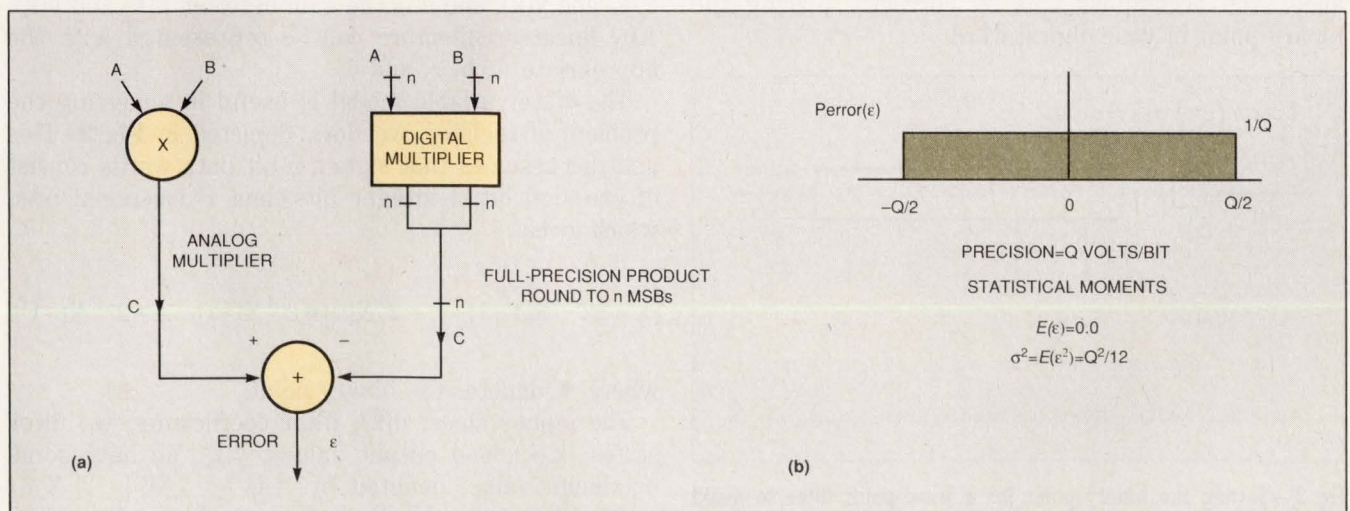 A
B
X
ANALOG
MULTIPLIER
C
+
−
+
ERROR
ε
(a)
A
n
B
n
DIGITAL
MULTIPLIER
n
n
FULL-PRECISION PRODUCT
ROUND TO n MSBs
n
C
Perror(ε)
1/Q
−Q/2
0
Q/2
PRECISION=Q VOLTS/BIT
STATISTICAL MOMENTS
E(ε)=0.0
σ²=E(ε²)=Q²/12
(b)